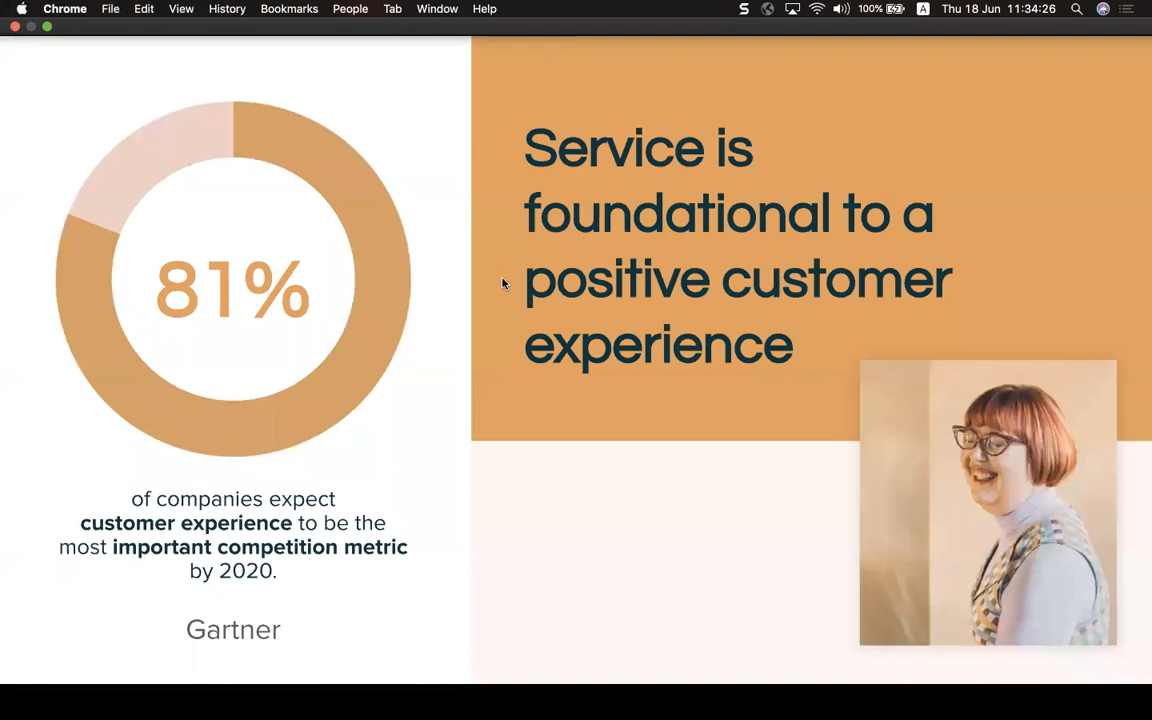 Chrome File Edit View History Bookmarks People Tab Window Help 100% A Thu 18 Jun 11:34:26
81%
of companies expect
customer experience to be the
most important competition metric
by 2020.
Gartner
Service is
foundational to a
positive customer
experience